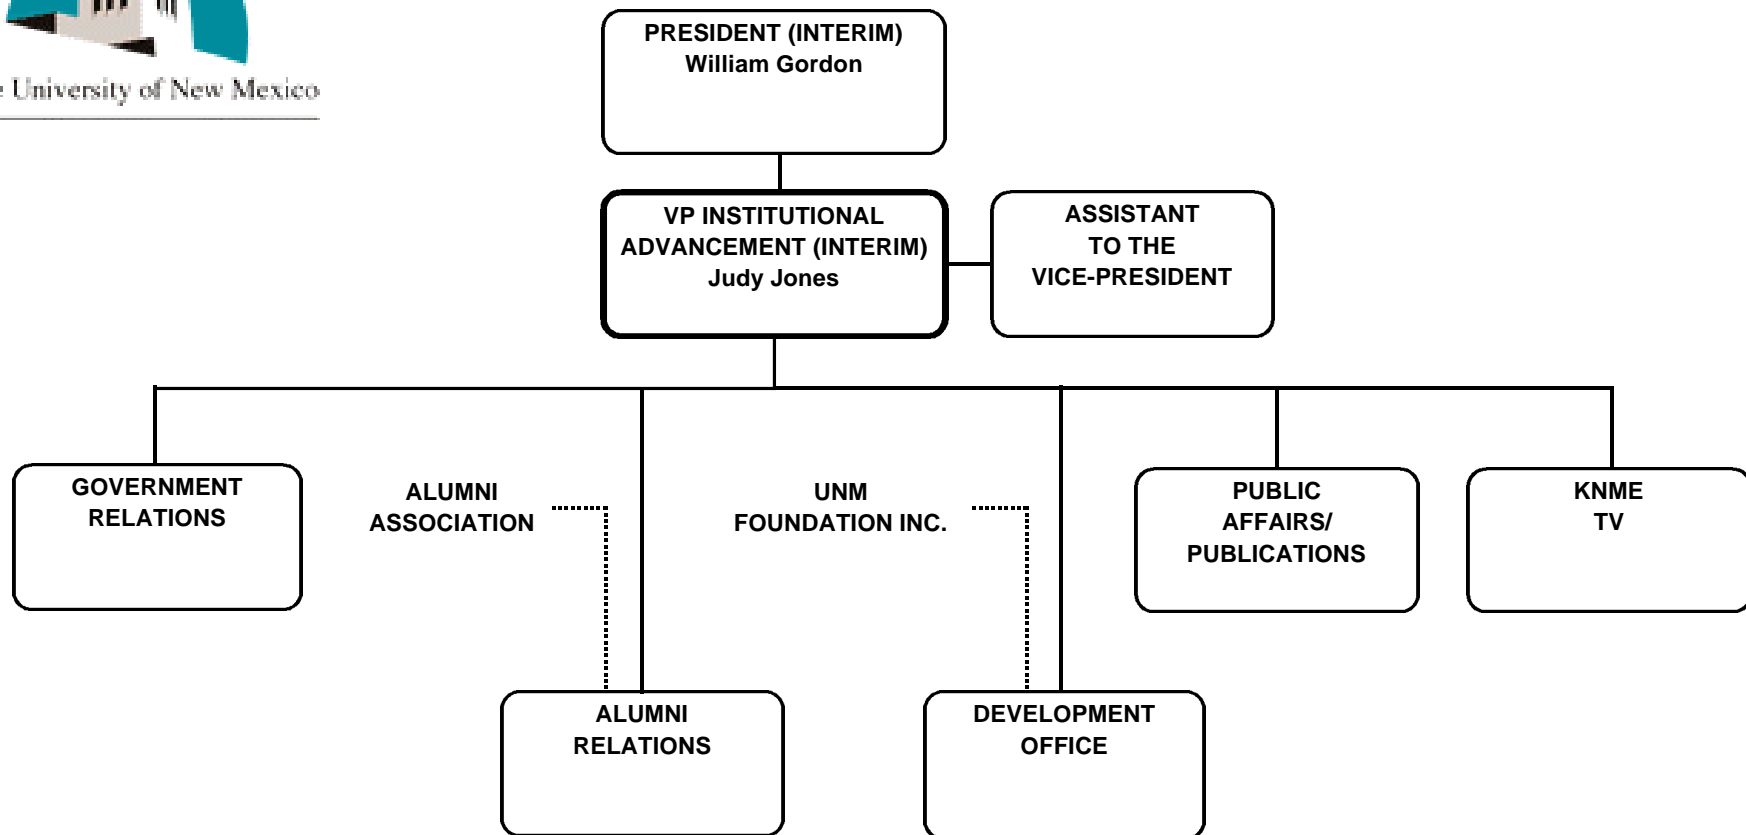 University of New Mexico
PRESIDENT (INTERIM)
William Gordon
VP INSTITUTIONAL
ADVANCEMENT (INTERIM)
Judy Jones
ASSISTANT
TO THE
VICE-PRESIDENT
GOVERNMENT
RELATIONS
ALUMNI
ASSOCIATION
UNM
FOUNDATION INC.
PUBLIC
AFFAIRS/
PUBLICATIONS
KNME
TV
ALUMNI
RELATIONS
DEVELOPMENT
OFFICE